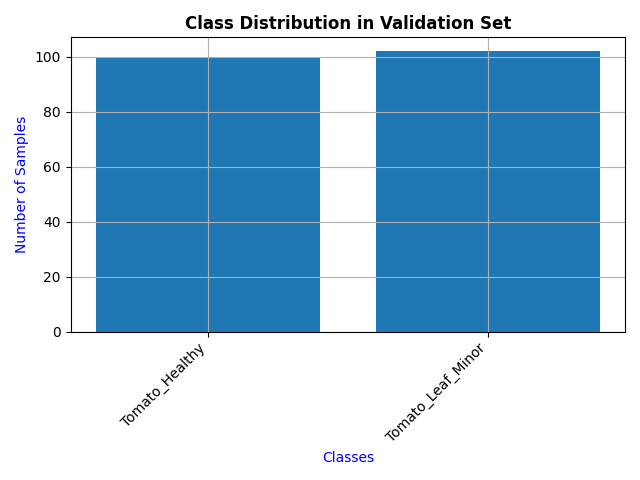 Class Distribution in Validation Set
Number of Samples
100
80
60
40
20
0
Tomato_Healthy
Tomato_Leaf_Minor
Classes